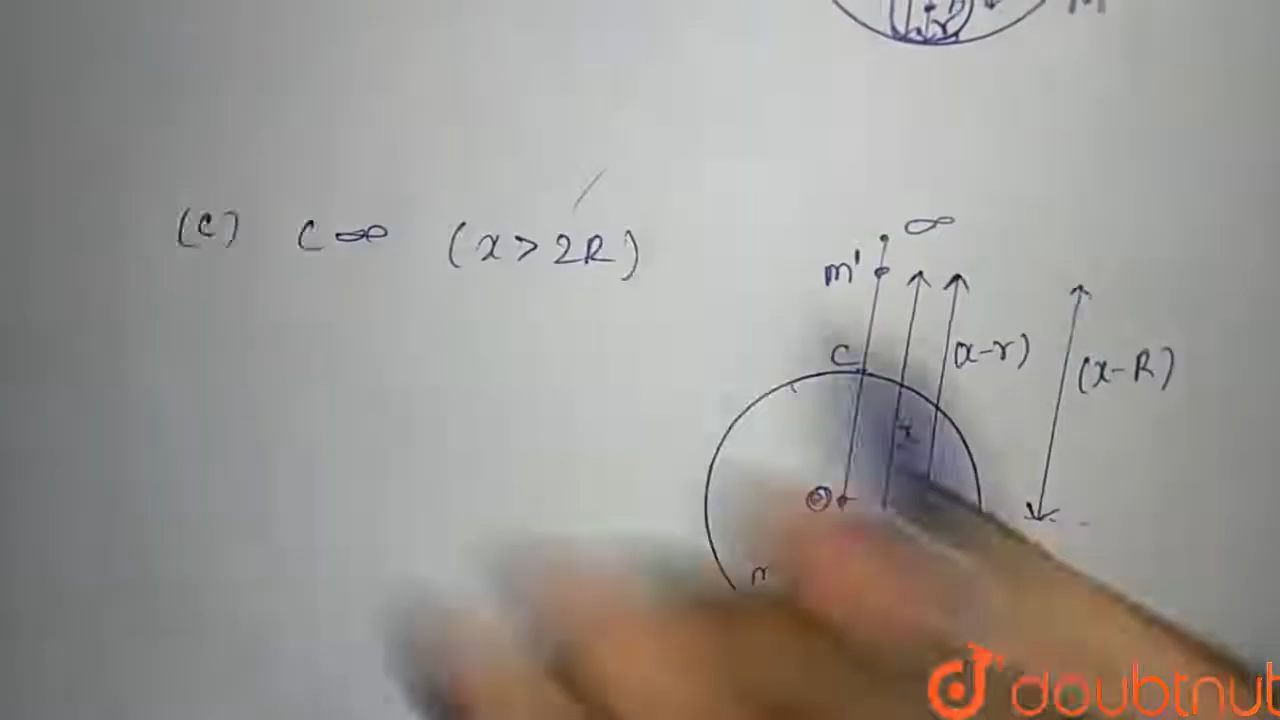 r
M
(C) C∞ (x > 2R)
∞
m'
C
(x-r)
(x-R)
x
O
m
doubtnut